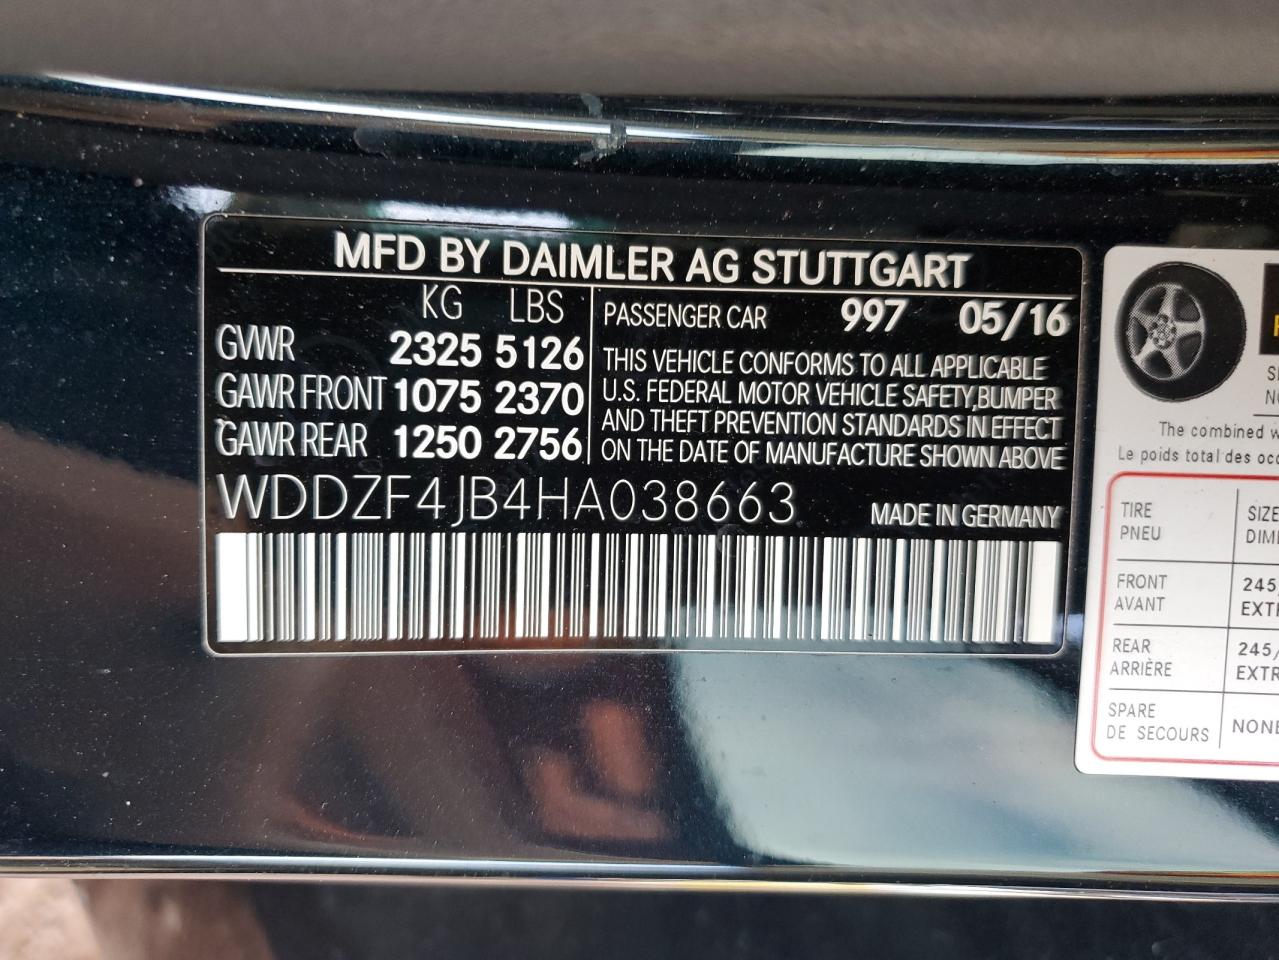 MFD BY DAIMLER AG STUTTGART
KG LBS
GVWR 2325 5126
GAWR FRONT 1075 2370
GAWR REAR 1250 2756
PASSENGER CAR 997 05/16
THIS VEHICLE CONFORMS TO ALL APPLICABLE
U.S. FEDERAL MOTOR VEHICLE SAFETY, BUMPER
AND THEFT PREVENTION STANDARDS IN EFFECT
ON THE DATE OF MANUFACTURE SHOWN ABOVE
WDDZF4JB4HA038663
MADE IN GERMANY
The combined
Le poids total des
TIRE
PNEU
FRONT 245/
AVANT
REAR 245/
ARRIÈRE
SPARE
DE SECOURS NONE